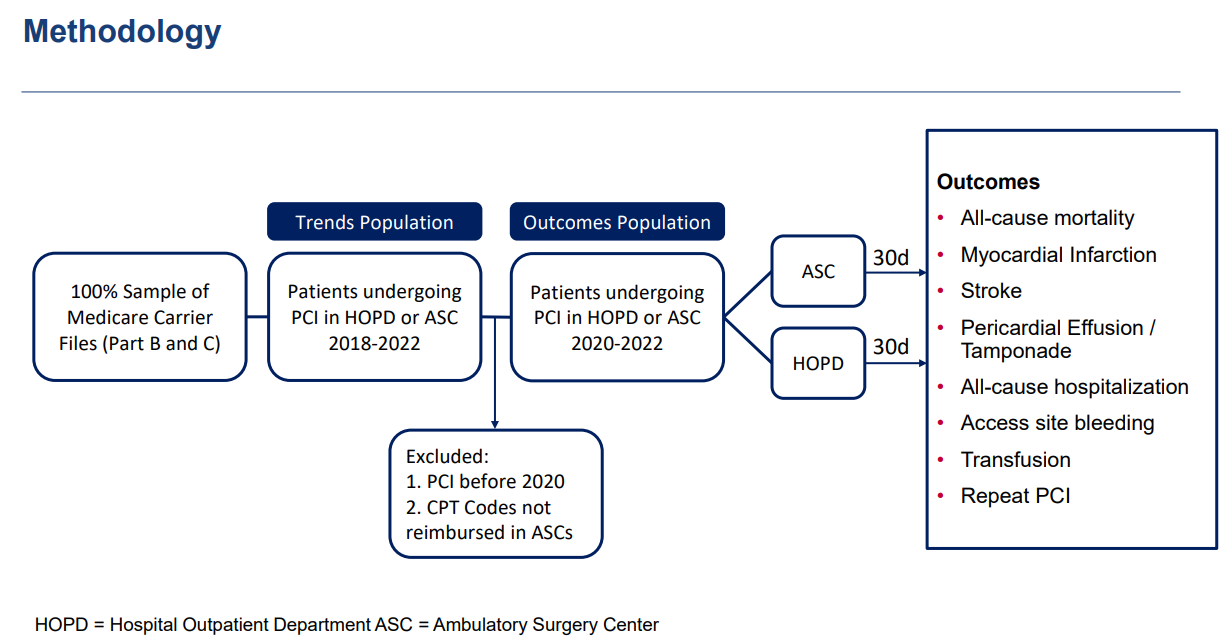 Methodology
Trends Population
Outcomes Population
100% Sample of
Medicare Carrier
Files (Part B and C)
Patients undergoing
PCI in HOPD or ASC
2018-2022
Patients undergoing
PCI in HOPD or ASC
2020-2022
Excluded:
1. PCI before 2020
2. CPT Codes not
reimbursed in ASCs
ASC
30d
HOPD
30d
Outcomes
• All-cause mortality
• Myocardial Infarction
• Stroke
• Pericardial Effusion /
Tamponade
• All-cause hospitalization
• Access site bleeding
• Transfusion
• Repeat PCI
HOPD = Hospital Outpatient Department ASC = Ambulatory Surgery Center